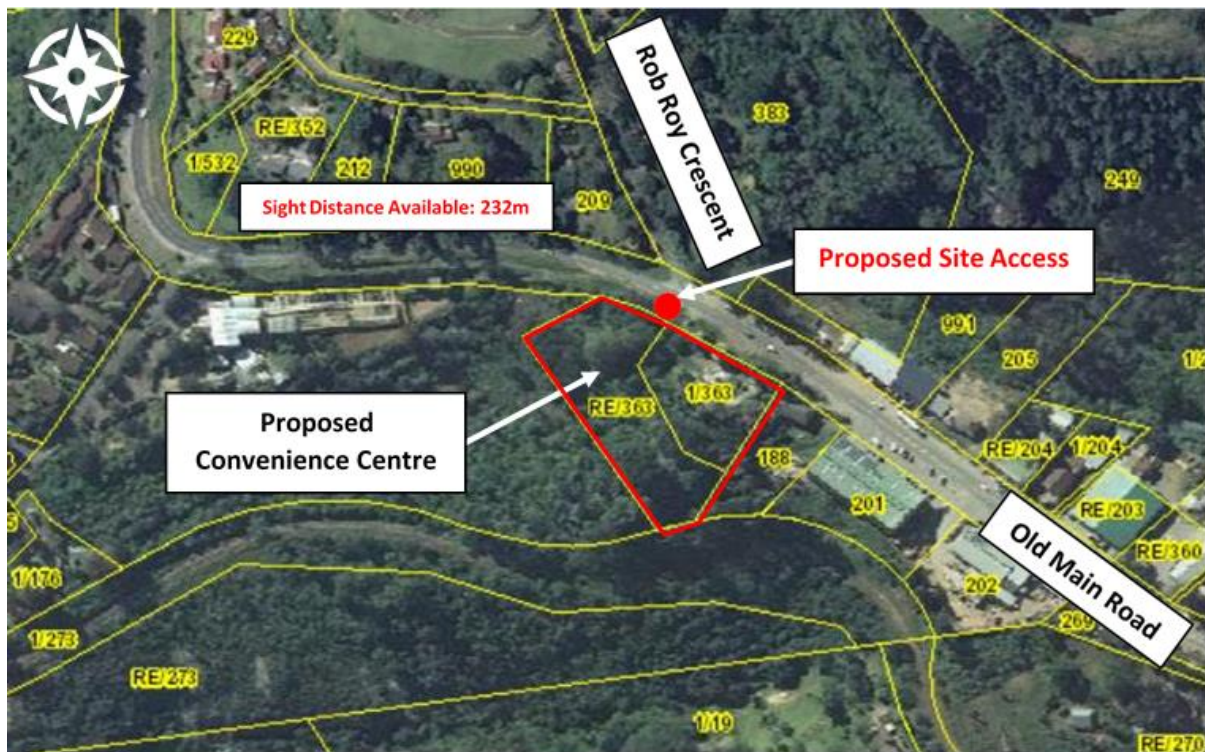 229
Rob Roy Crescent
383
RE/352
1/532
212
990
249
Sight Distance Available: 232m
209
Proposed Site Access
991
205
1/363
RE/363
Proposed
Convenience Centre
188
RE/204
1/204
201
RE/203
RE/360
Old Main Road
202
1/176
269
1/273
RE/273
1/19
RE/270